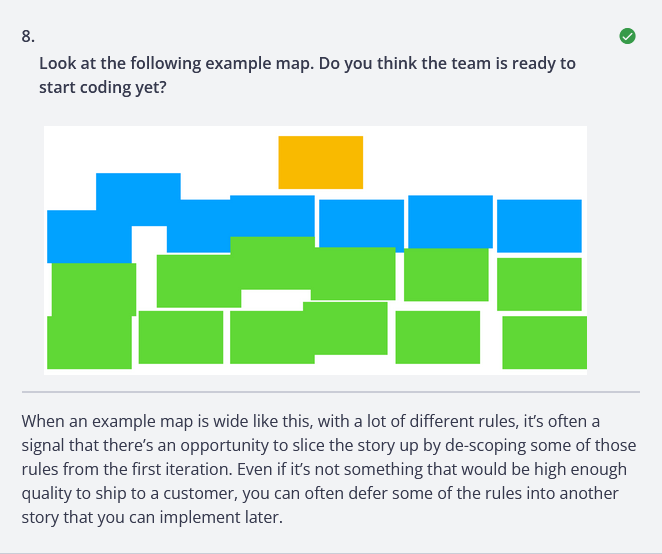 8.
Look at the following example map. Do you think the team is ready to
start coding yet?
When an example map is wide like this, with a lot of different rules, it’s often a
signal that there’s an opportunity to slice the story up by de-scoping some of those
rules from the first iteration. Even if it’s not something that would be high enough
quality to ship to a customer, you can often defer some of the rules into another
story that you can implement later.